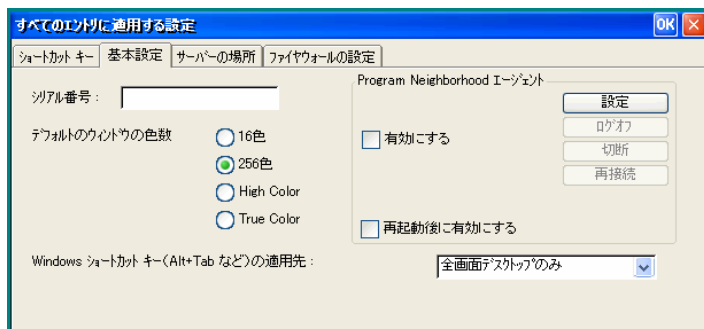 すべてのエントリに適用する設定 OK
ショートカット キー 基本設定 サーバーの場所 ファイヤウォールの設定
シリアル番号：
デフォルトのウィンドウの色数
16色
256色
High Color
True Color
Program Neighborhood エージェント
有効にする
再起動後に有効にする
設定
ログオフ
切断
再接続
Windows ショートカット キー(Alt+Tab など)の適用先：
全画面デスクトップのみ